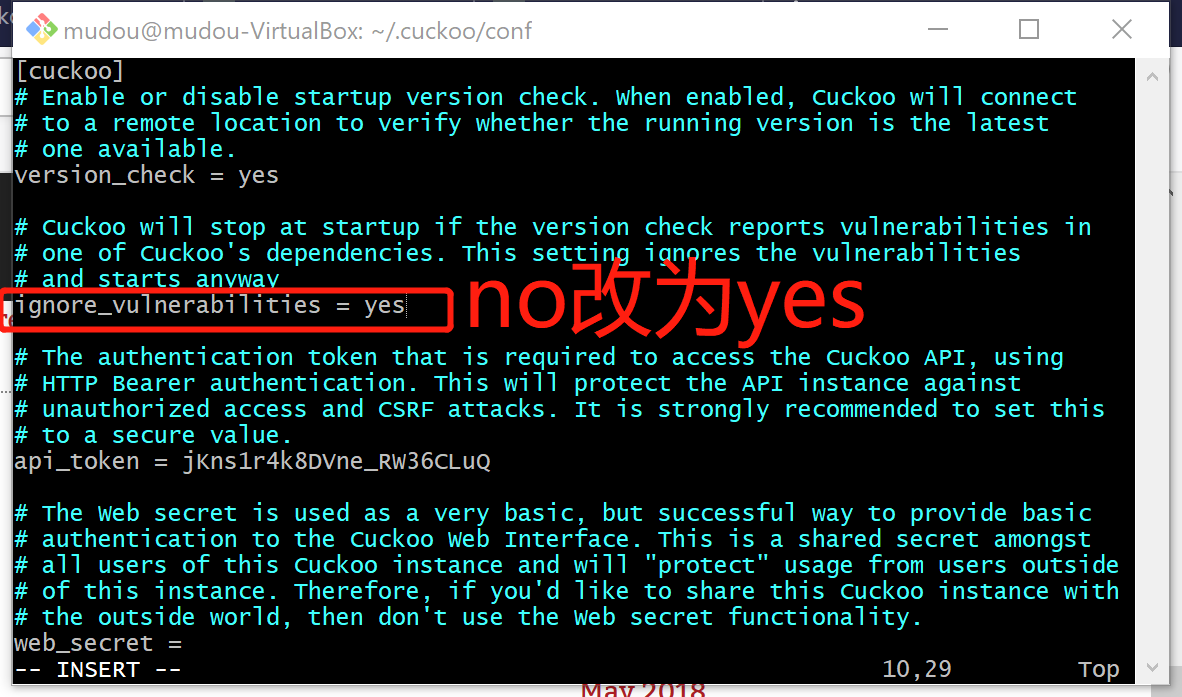 mudou@mudou-VirtualBox: ~/.cuckoo/conf
[cuckoo]
# Enable or disable startup version check. When enabled, Cuckoo will connect
# to a remote location to verify whether the running version is the latest
# one available.
version_check = yes
# Cuckoo will stop at startup if the version check reports vulnerabilities in
# one of Cuckoo's dependencies. This setting ignores the vulnerabilities
# and starts anyway
ignore_vulnerabilities = yes
no改为yes
# The authentication token that is required to access the Cuckoo API, using
# HTTP Bearer authentication. This will protect the API instance against
# unauthorized access and CSRF attacks. It is strongly recommended to set this
# to a secure value.
api_token = jKns1r4k8DVne_RW36CLuQ
# The Web secret is used as a very basic, but successful way to provide basic
# authentication to the Cuckoo Web Interface. This is a shared secret amongst
# all users of this Cuckoo instance and will "protect" usage from users outside
# of this instance. Therefore, if you'd like to share this Cuckoo instance with
# the outside world, then don't use the Web secret functionality.
web_secret =
-- INSERT -- 10,29 Top
May 2018